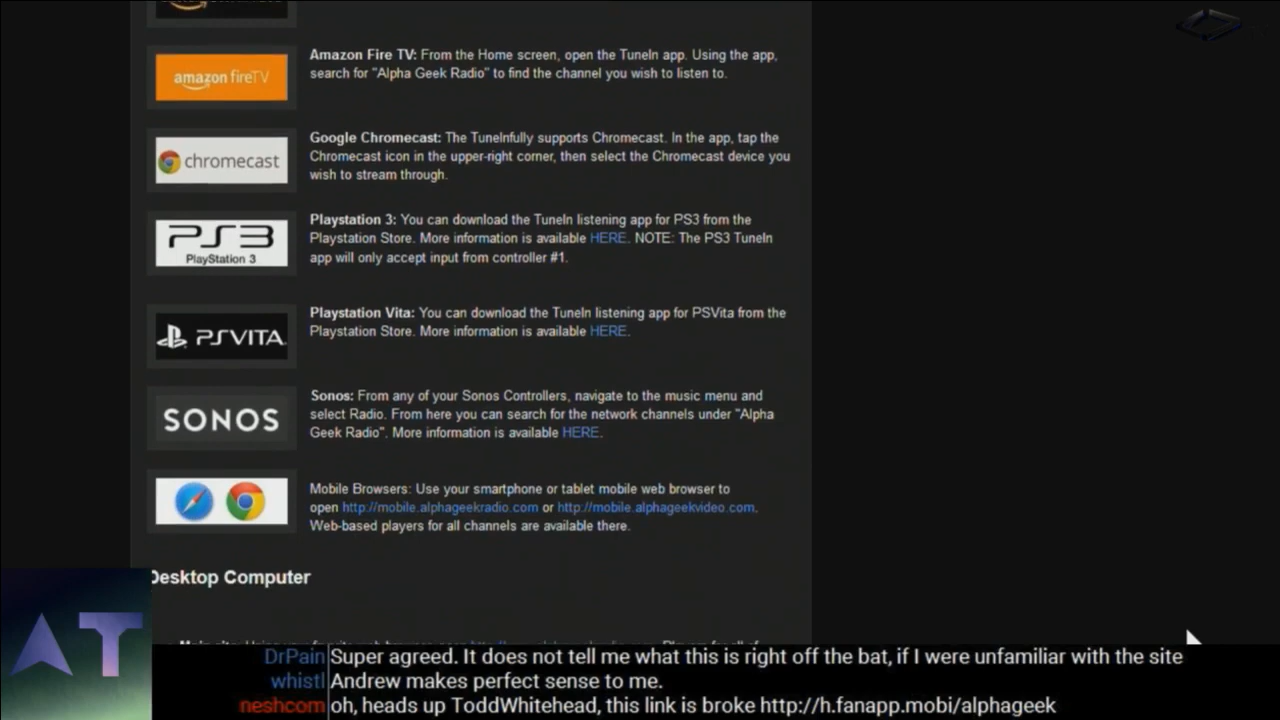 amazon fireTV
Amazon Fire TV: From the Home screen, open the TuneIn app. Using the app,
search for "Alpha Geek Radio" to find the channel you wish to listen to.
chromecast
Google Chromecast: The TuneInfully supports Chromecast. In the app, tap the
Chromecast icon in the upper-right corner, then select the Chromecast device you
wish to stream through.
PS3
PlayStation 3
Playstation 3: You can download the TuneIn listening app for PS3 from the
Playstation Store. More information is available HERE. NOTE: The PS3 TuneIn
app will only accept input from controller #1.
PSVITA
Playstation Vita: You can download the TuneIn listening app for PSVita from the
Playstation Store. More information is available HERE.
SONOS
Sonos: From any of your Sonos Controllers, navigate to the music menu and
select Radio. From here you can search for the network channels under "Alpha
Geek Radio". More information is available HERE.
Mobile Browsers: Use your smartphone or tablet mobile web browser to
open http://mobile.alphageekradio.com or http://mobile.alphageekvideo.com.
Web-based players for all channels are available there.
Desktop Computer
AT
DrPain Super agreed. It does not tell me what this is right off the bat, if I were unfamiliar with the site
whistl Andrew makes perfect sense to me.
neshcom oh, heads up ToddWhitehead, this link is broke http://h.fanapp.mobi/alphageek